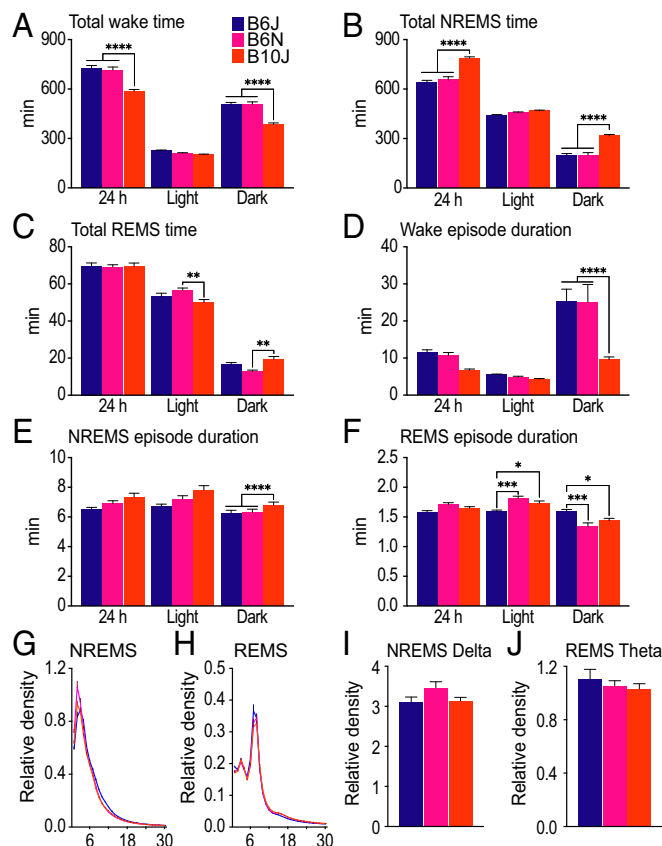 A Total wake time
B6J
B6N
B10J
B Total NREMS time
900
600
300
0
min
****
****
24 h Light Dark
900
600
300
0
min
****
****
24 h Light Dark
C Total REMS time
80
60
40
20
0
min
**
**
24 h Light Dark
D Wake episode duration
40
30
20
10
0
min
****
24 h Light Dark
E NREMS episode duration
10
8
6
4
2
0
min
****
24 h Light Dark
F REMS episode duration
2.5
2.0
1.5
1.0
0.5
0.0
min
***
*
***
*
24 h Light Dark
G NREMS
1.2
0.8
0.4
0.0
Relative density
6 18 30
H REMS
0.5
0.4
0.3
0.2
0.1
0.0
Relative density
6 18 30
I NREMS Delta
4
3
2
1
0
Relative density
J REMS Theta
1.2
0.8
0.4
0.0
Relative density